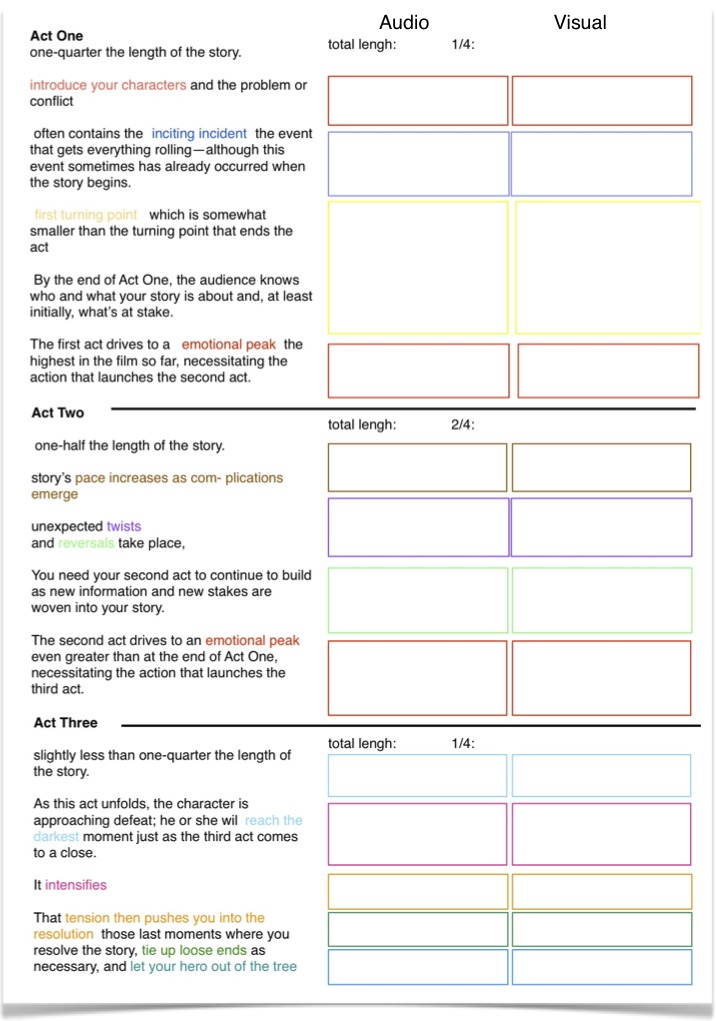 Audio Visual
Act One
one-quarter the length of the story.
total lengh: 1/4:
introduce your characters and the problem or
conflict
often contains the inciting incident the event
that gets everything rolling—although this
event sometimes has already occurred when
the story begins.
first turning point which is somewhat
smaller than the turning point that ends the
act
By the end of Act One, the audience knows
who and what your story is about and, at least
initially, what's at stake.
The first act drives to a emotional peak the
highest in the film so far, necessitating the
action that launches the second act.
Act Two
total lengh: 2/4:
one-half the length of the story.
story's pace increases as com- plications
emerge
unexpected twists
and reversals take place,
You need your second act to continue to build
as new information and new stakes are
woven into your story.
The second act drives to an emotional peak
even greater than at the end of Act One,
necessitating the action that launches the
third act.
Act Three
total lengh: 1/4:
slightly less than one-quarter the length of
the story.
As this act unfolds, the character is
approaching defeat; he or she wil reach the
darkest moment just as the third act comes
to a close.
It intensifies
That tension then pushes you into the
resolution those last moments where you
resolve the story, tie up loose ends as
necessary, and let your hero out of the tree